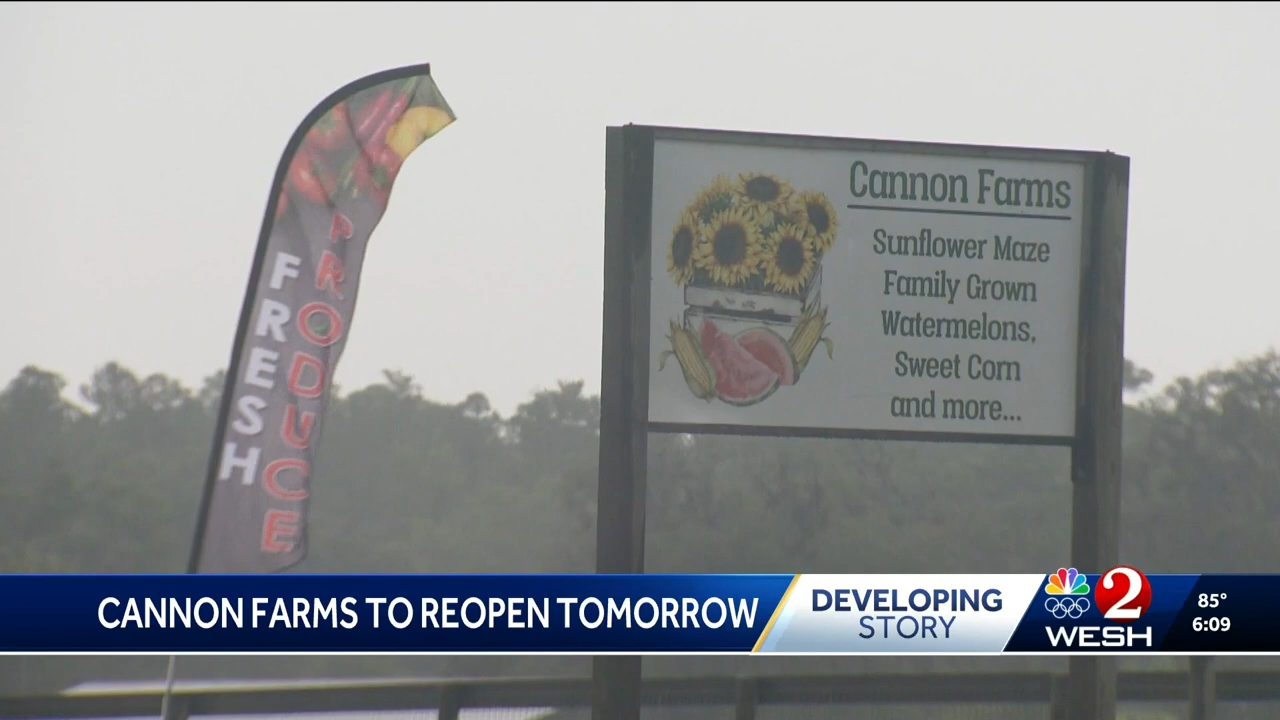 FRESH
PRODUCE
Cannon Farms
Sunflower Maze
Family Grown
Watermelons,
Sweet Corn
and more...
CANNON FARMS TO REOPEN TOMORROW
DEVELOPING
STORY
2
WESH
85°
6:09